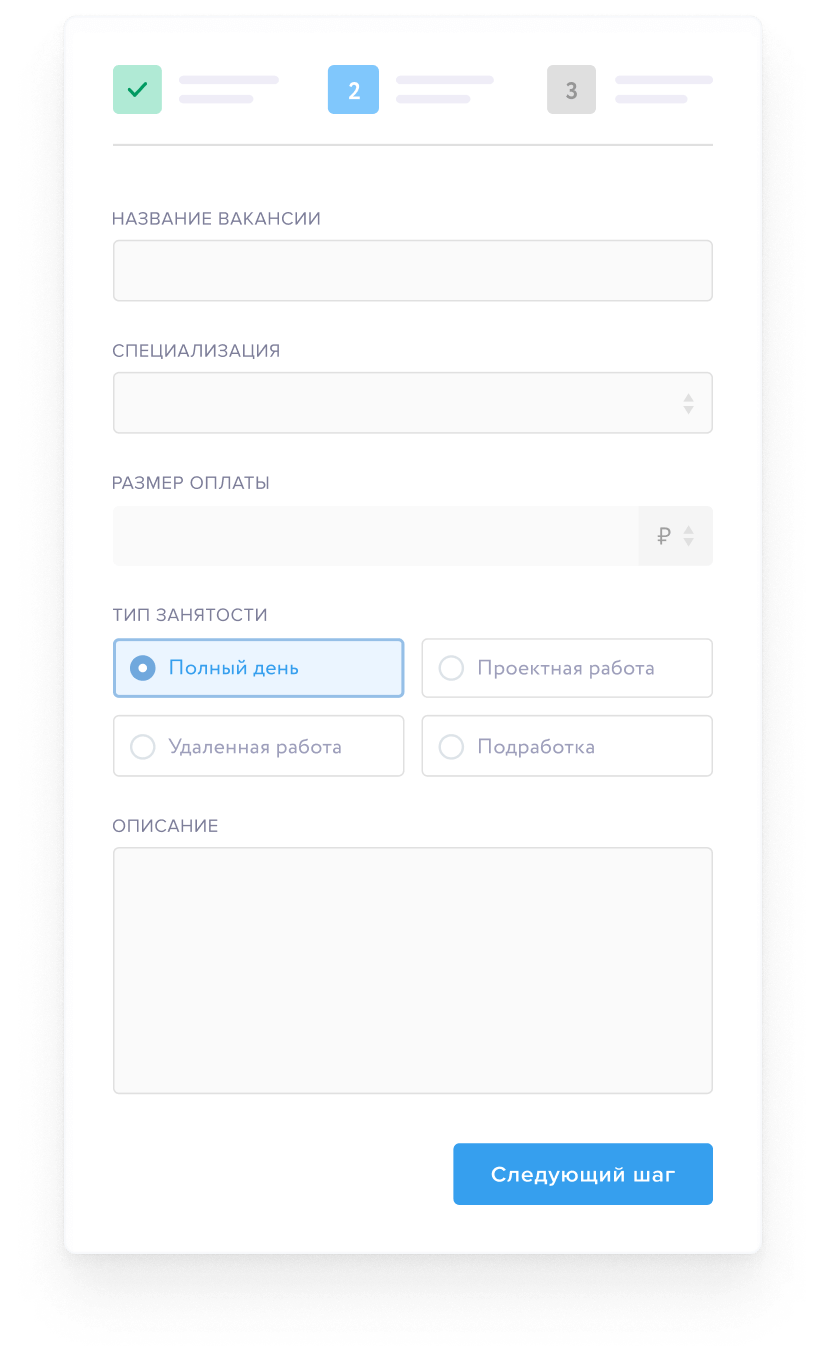 2
3
НАЗВАНИЕ ВАКАНСИИ
СПЕЦИАЛИЗАЦИЯ
РАЗМЕР ОПЛАТЫ
₽
ТИП ЗАНЯТОСТИ
Полный день
Проектная работа
Удаленная работа
Подработка
ОПИСАНИЕ
Следующий шаг